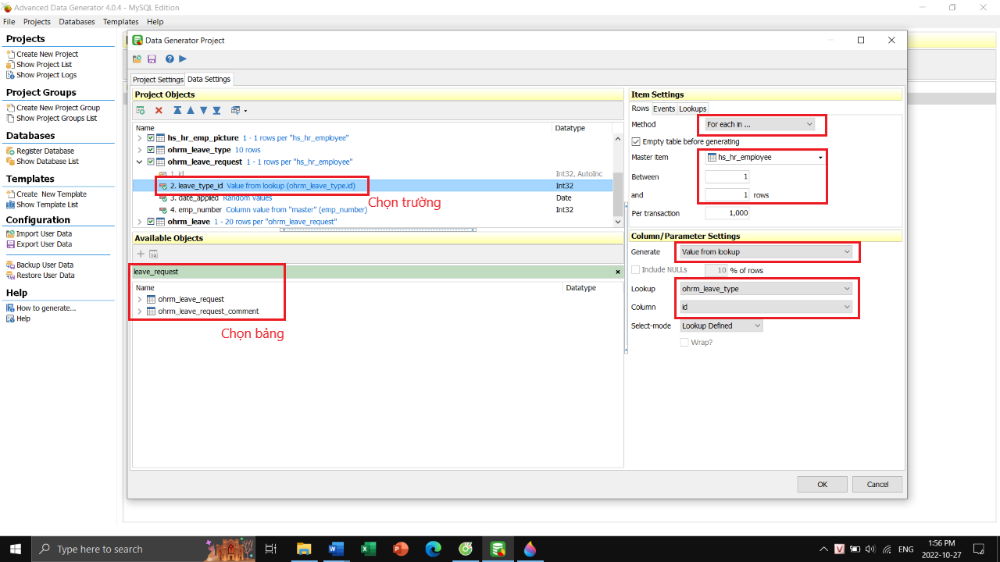 Advanced Data Generator 4.0.4 - MySQL Edition
File Projects Databases Templates Help
Projects
Create New Project
Show Project List
Show Project Logs
Project Groups
Create New Project Group
Show Project Groups List
Databases
Register Database
Show Database List
Templates
Create New Template
Show Template List
Configuration
Import User Data
Export User Data
Backup User Data
Restore User Data
Help
How to generate...
Help
Data Generator Project
Project Settings Data Settings
Project Objects
Name Datatype
hs_hr_emp_picture 1 - 1 rows per "hs_hr_employee"
ohrm_leave_type 10 rows
ohrm_leave_request 1 - 1 rows per "hs_hr_employee"
1. id Int32, AutoInc
2. leave_type_id Value from lookup (ohrm_leave_type.id) Int32
3. date_applied Random values Date
4. emp_number Column value from "master" (emp_number) Int32
ohrm_leave 1 - 20 rows per "ohrm_leave_request"
Chọn trường
Available Objects
leave_request
Name Datatype
ohrm_leave_request
ohrm_leave_request_comment
Chọn bảng
Item Settings
Rows Events Lookups
Method For each in ...
Empty table before generating
Master item hs_hr_employee
Between 1
and 1 rows
Per transaction 1,000
Column/Parameter Settings
Generate Value from lookup
Include NULLs 10 % of rows
Lookup ohrm_leave_type
Column id
Select-mode Lookup Defined
Wrap?
OK Cancel
Type here to search
ENG
1:56 PM
2022-10-27